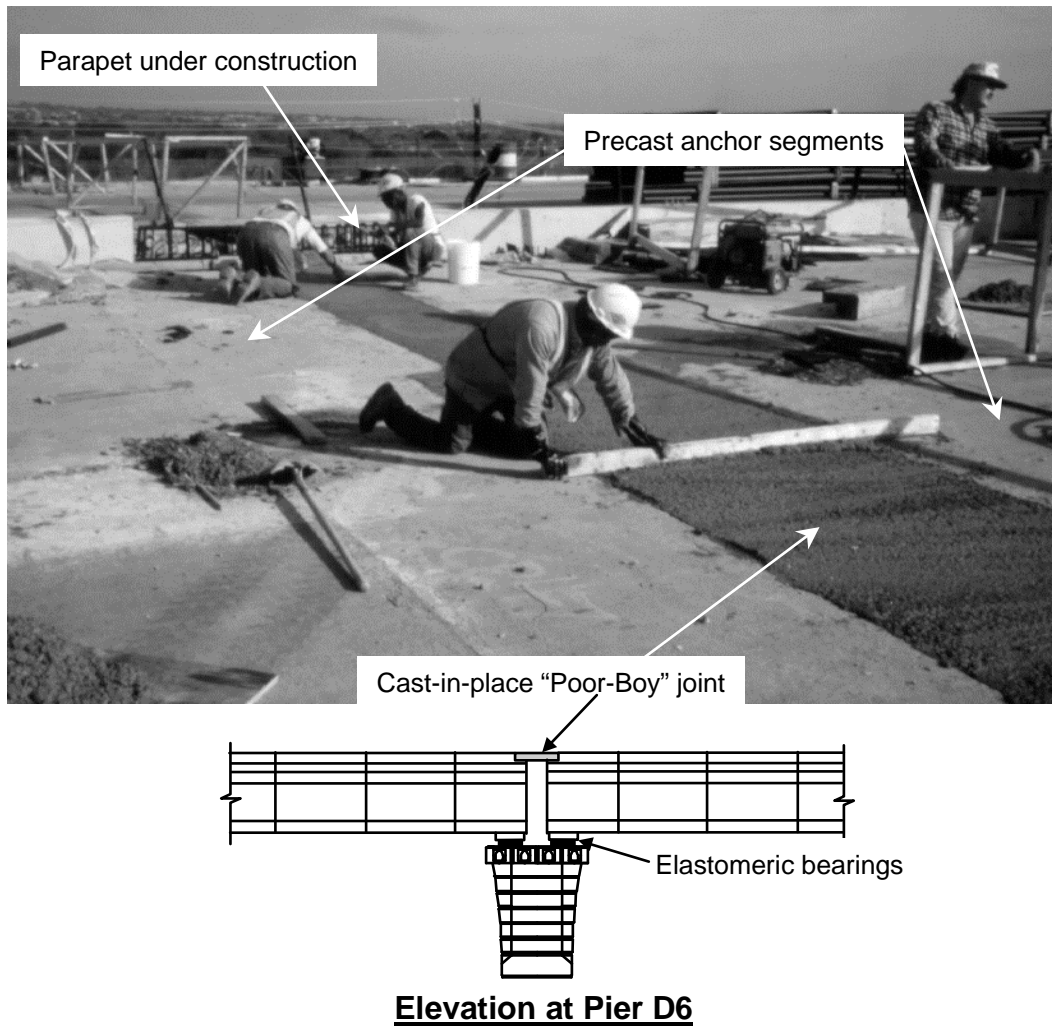 Parapet under construction
Precast anchor segments
Cast-in-place “Poor-Boy” joint
Elastomeric bearings
Elevation at Pier D6